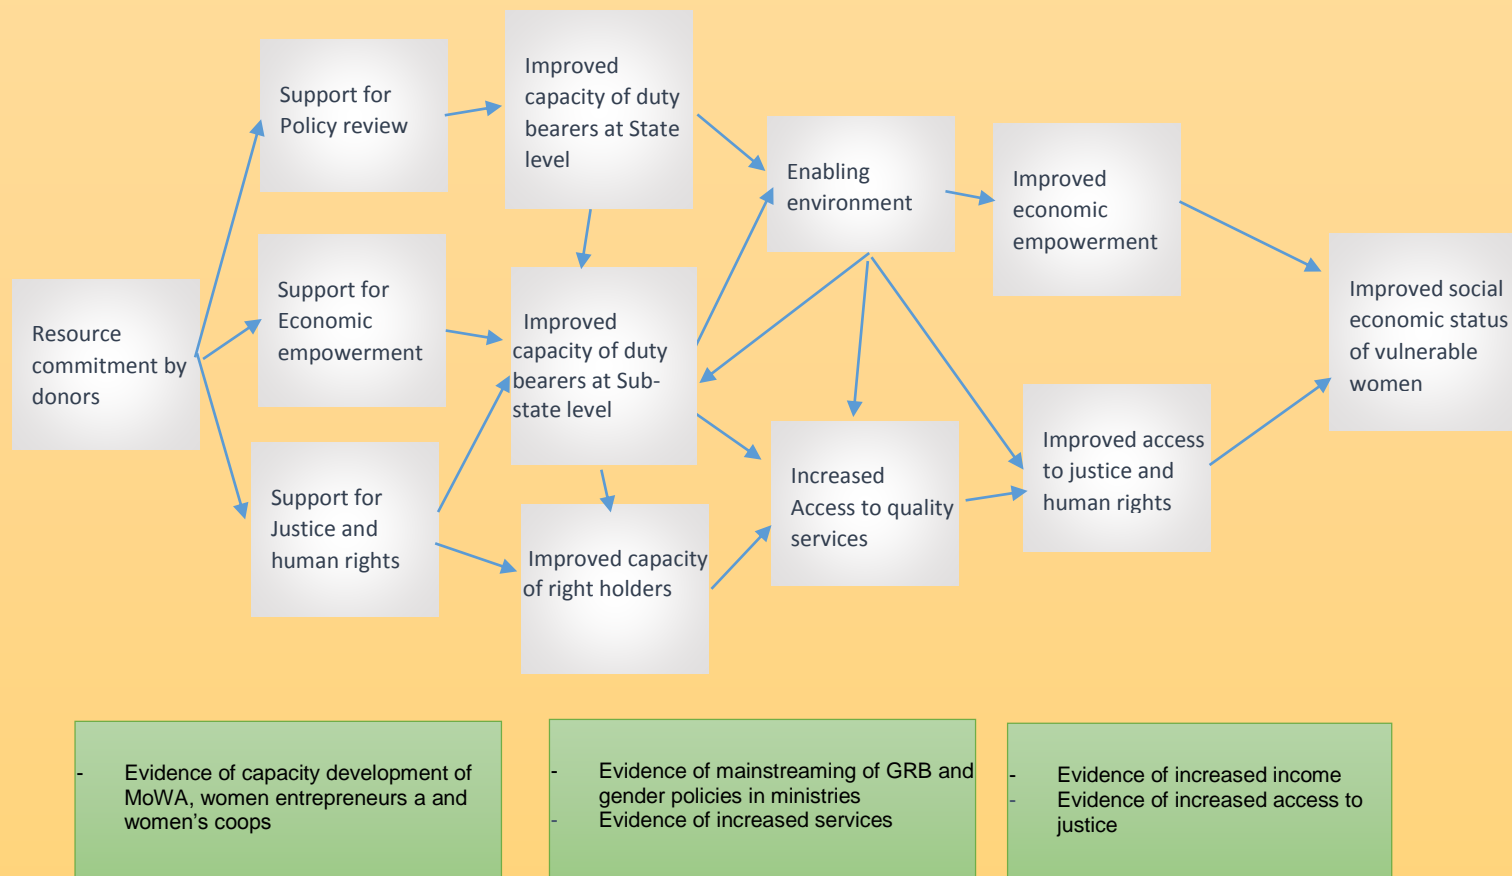 Resource
commitment by
donors
Support for
Policy review
Support for
Economic
empowerment
Support for
Justice and
human rights
Improved
capacity of duty
bearers at State
level
Improved
capacity of duty
bearers at Sub-
state level
Improved capacity
of right holders
Enabling
environment
Increased
Access to quality
services
Improved
economic
empowerment
Improved access
to justice and
human rights
Improved social
economic status
of vulnerable
women
- Evidence of capacity development of
MoWA, women entrepreneurs a and
women's coops
- Evidence of mainstreaming of GRB and
gender policies in ministries
- Evidence of increased services
- Evidence of increased income
- Evidence of increased access to
justice